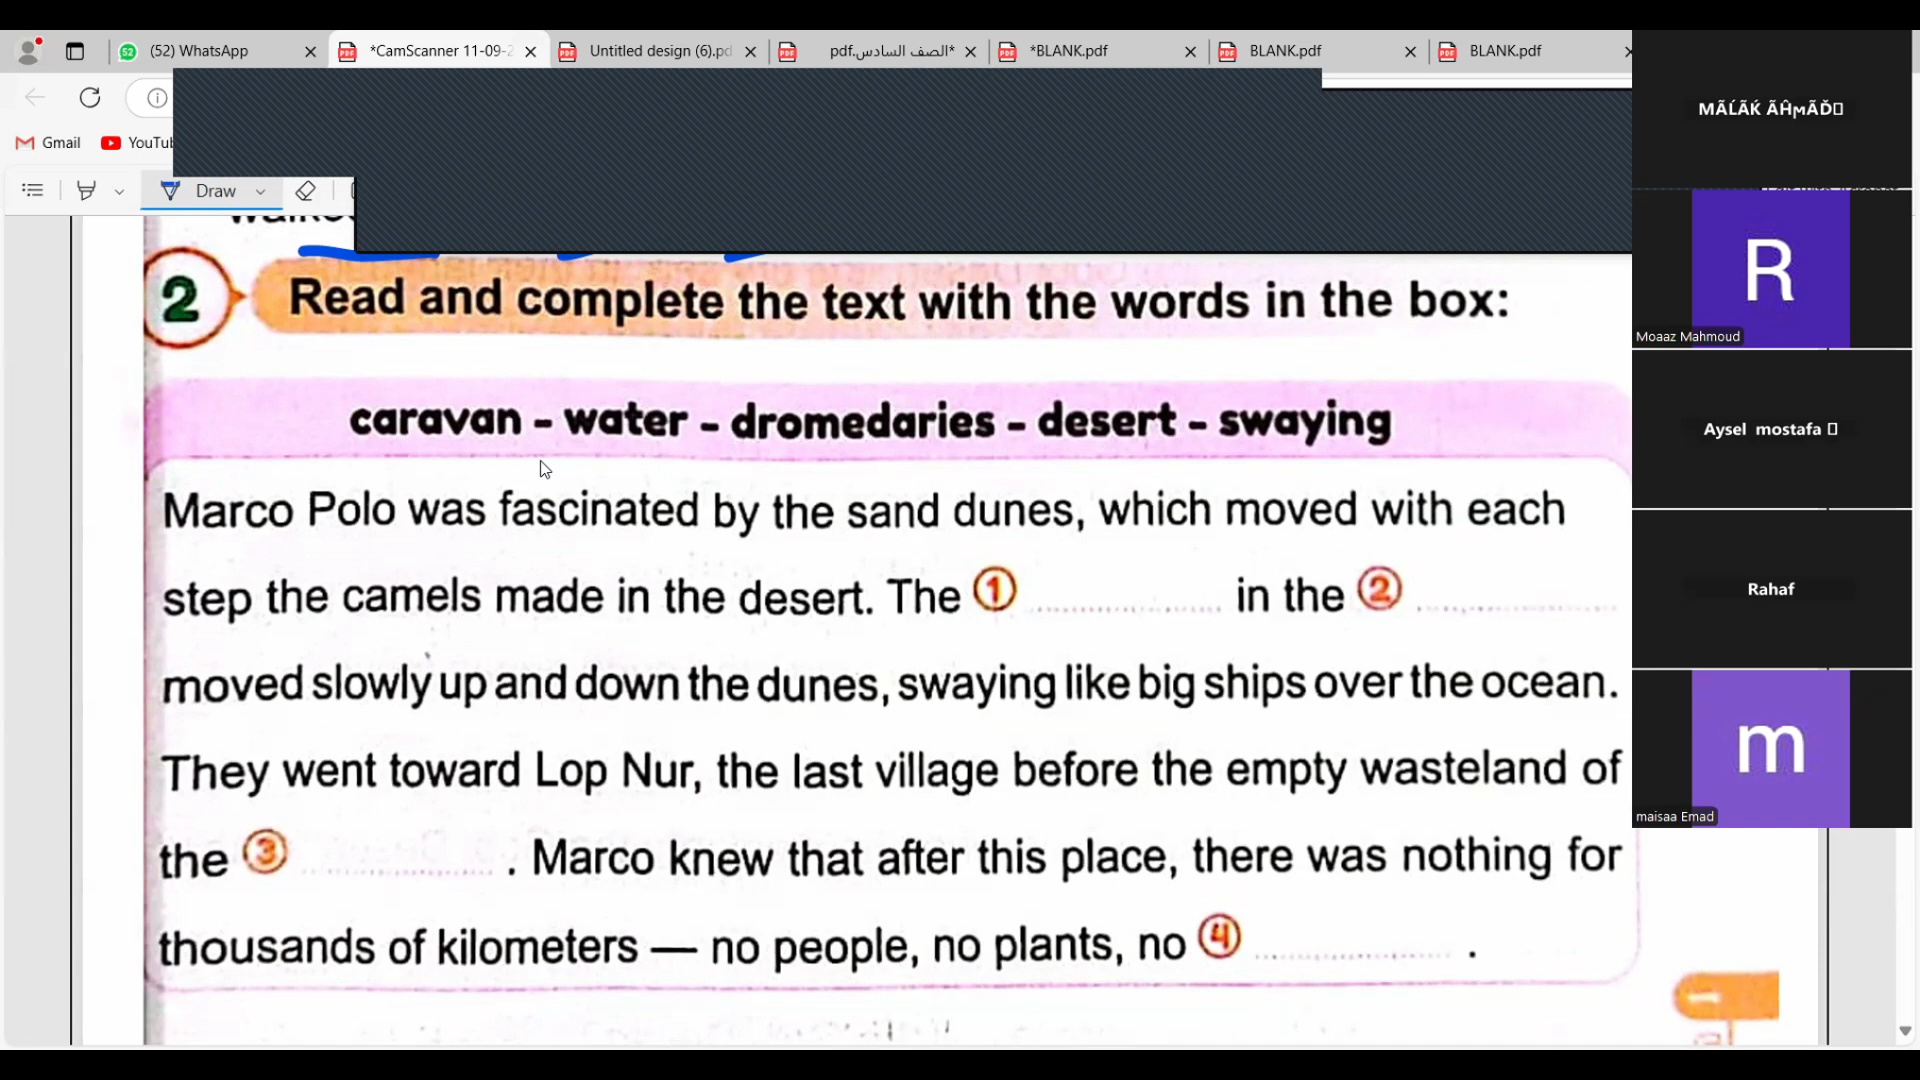 (52) WhatsApp
*CamScanner 11-09-2
Untitled design (6).pd
*الصف السادس.pdf
*BLANK.pdf
BLANK.pdf
BLANK.pdf
Gmail
YouTub
Draw
2 Read and complete the text with the words in the box:
caravan - water - dromedaries - desert - swaying
Marco Polo was fascinated by the sand dunes, which moved with each
step the camels made in the desert. The ① .................... in the ② ....................
moved slowly up and down the dunes, swaying like big ships over the ocean.
They went toward Lop Nur, the last village before the empty wasteland of
the ③ .................... . Marco knew that after this place, there was nothing for
thousands of kilometers — no people, no plants, no ④ .................... .
MÃĹÃḰ ÃĤϻÃĎ
R
Moaaz Mahmoud
Aysel mostafa
Rahaf
m
maisaa Emad